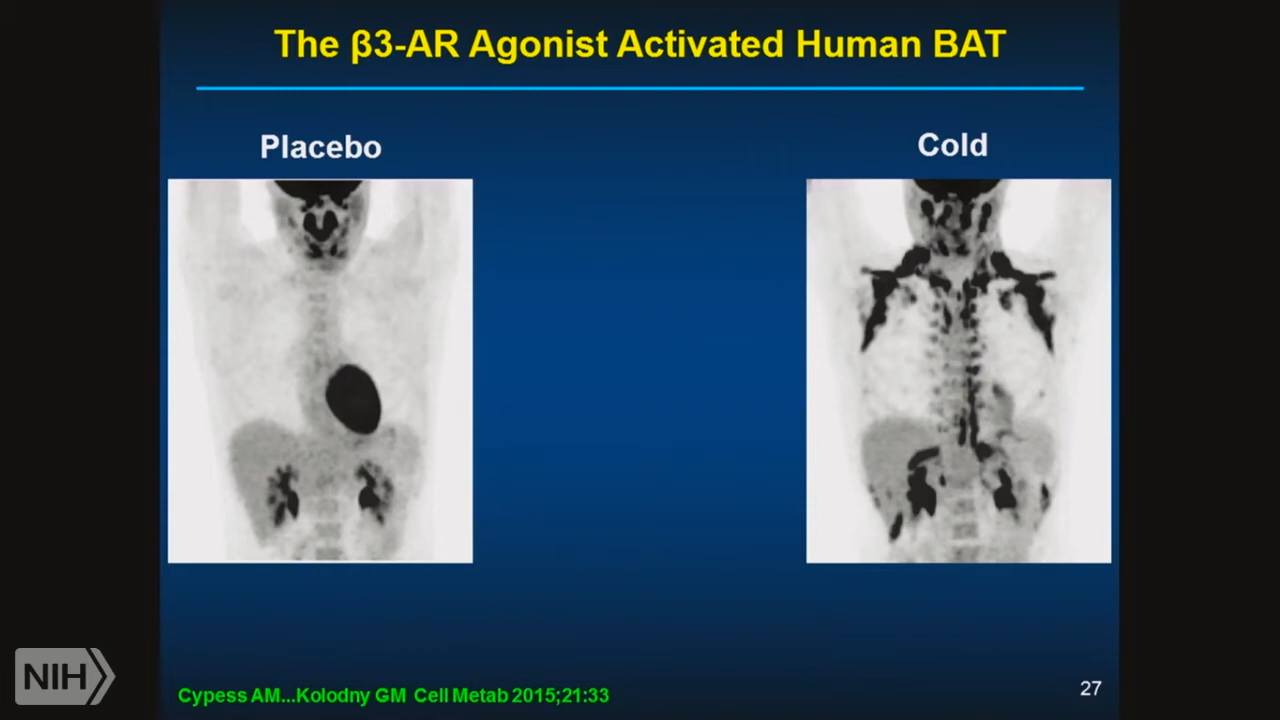 The β3-AR Agonist Activated Human BAT
Placebo
Cold
NIH
Cypess AM...Kolodny GM Cell Metab 2015;21:33
27